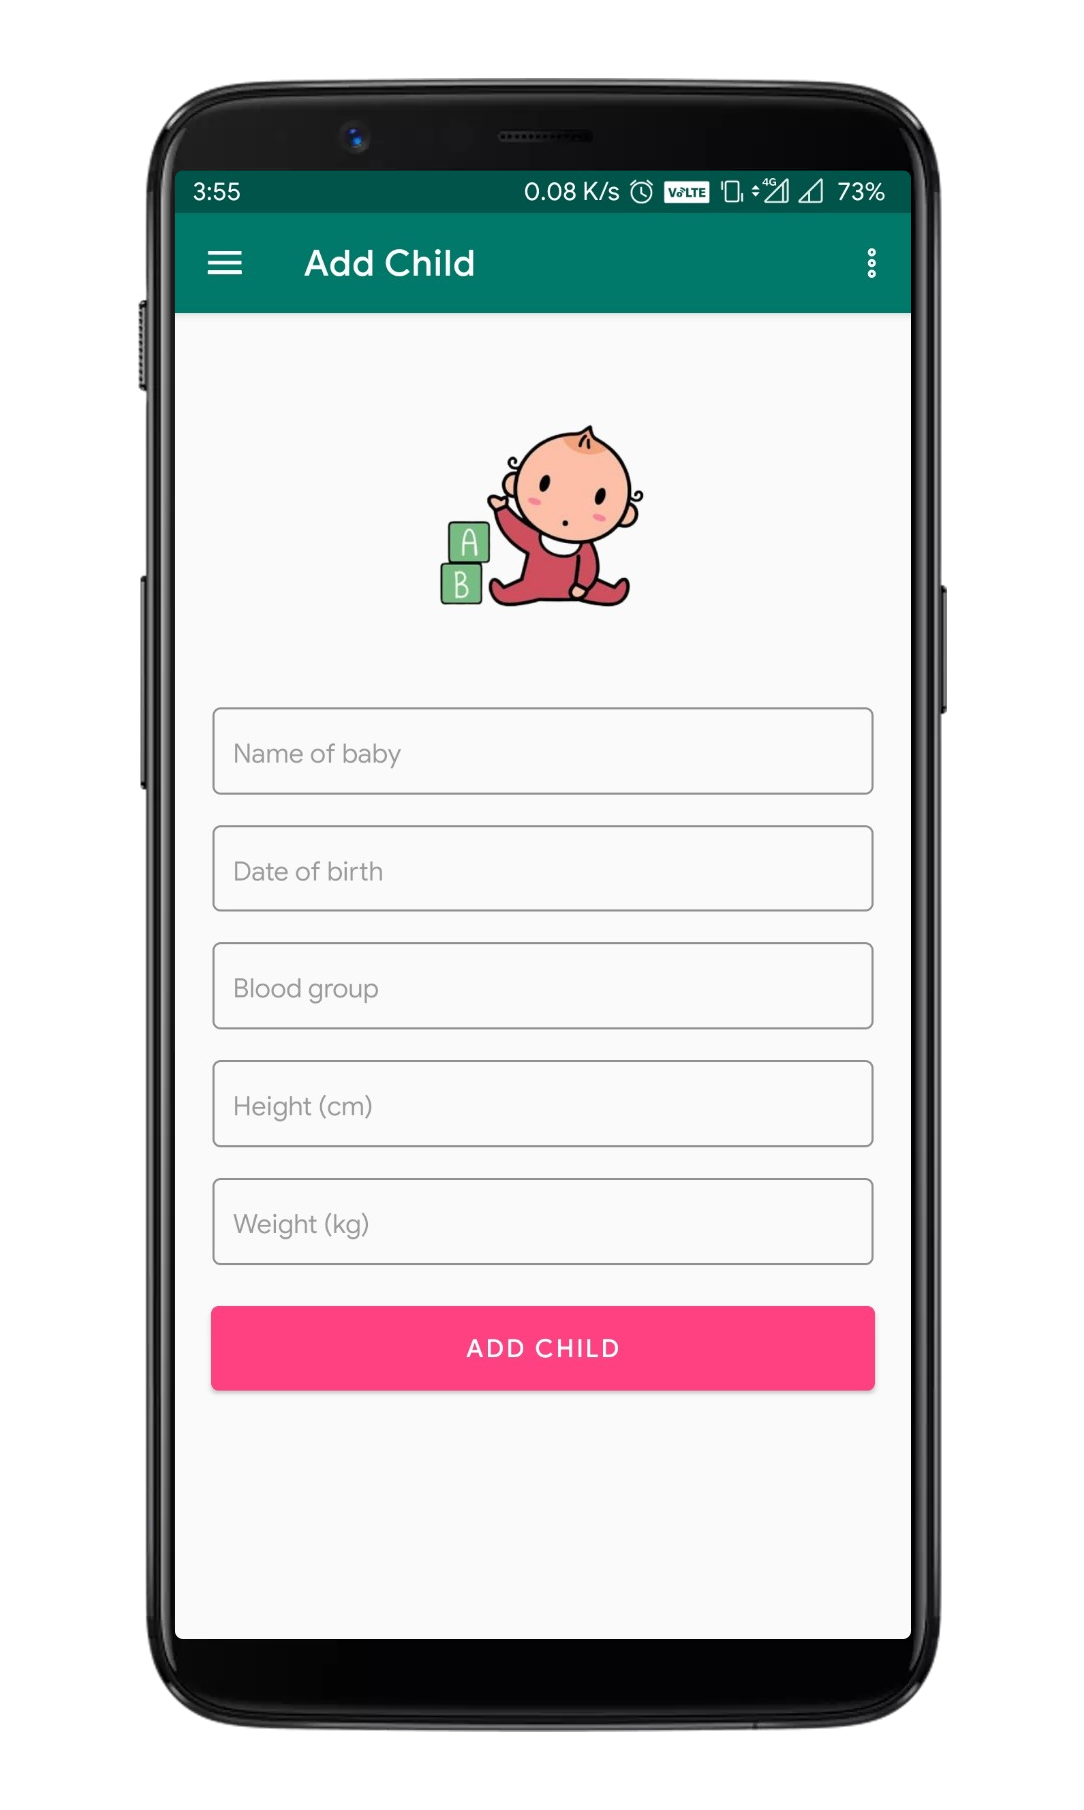 3:55 0.08 K/s VoLTE 4G 73%
Add Child
A
B
Name of baby
Date of birth
Blood group
Height (cm)
Weight (kg)
ADD CHILD